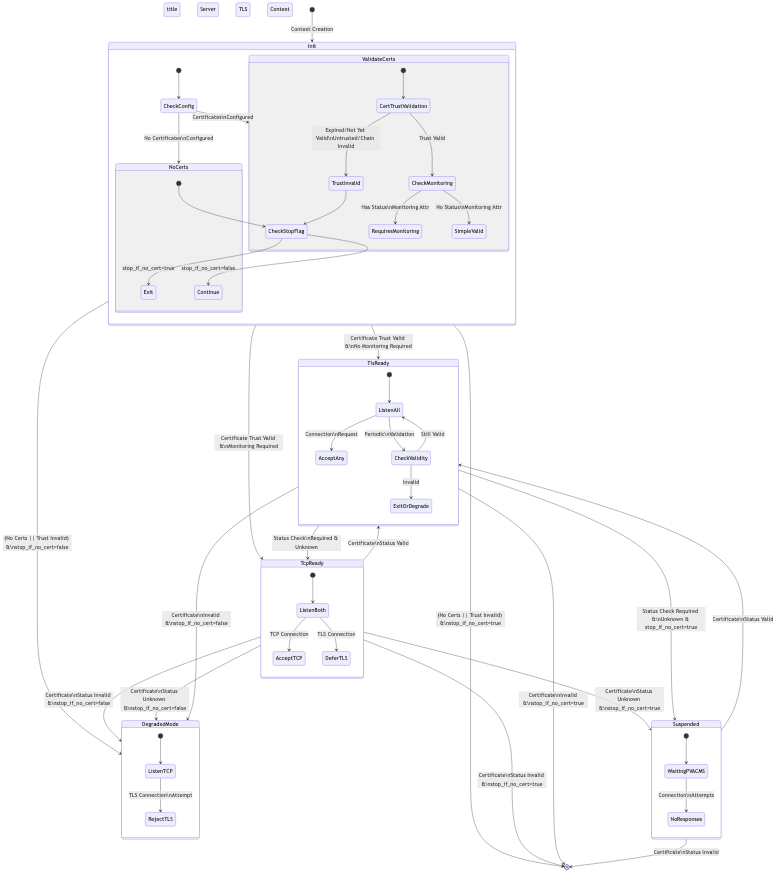 title
Server
TLS
Context
Context Creation
Init
ValidateCerts
CheckConfig
CertTrustValidation
Certificates\nConfigured
No Certificates\nConfigured
Expired/Not Yet
Valid\nUntrusted/Chain
Invalid
Trust Valid
NoCerts
TrustInvalid
CheckMonitoring
Has Status\nMonitoring Attr
No Status\nMonitoring Attr
CheckStopFlag
RequiresMonitoring
SimpleValid
stop_if_no_cert=true
stop_if_no_cert=false
Exit
Continue
Certificate Trust Valid
&\nNo Monitoring Required
TlsReady
ListenAll
Connection\nRequest
Periodic\nValidation
Still Valid
Certificate Trust Valid
&\nMonitoring Required
AcceptAny
CheckValidity
Invalid
ExitOrDegrade
(No Certs || Trust Invalid)
&\nstop_if_no_cert=false
Status Check\nRequired &
Unknown
Certificate\nStatus Valid
TcpReady
ListenBoth
Certificate\nInvalid
&\nstop_if_no_cert=false
(No Certs || Trust Invalid)
&\nstop_if_no_cert=true
Status Check Required
&\nUnknown &
stop_if_no_cert=true
Certificate\nStatus Valid
TCP Connection
TLS Connection
AcceptTCP
DeferTLS
Certificate\nStatus Invalid
&\nstop_if_no_cert=false
Certificate\nStatus
Unknown
&\nstop_if_no_cert=false
Certificate\nInvalid
&\nstop_if_no_cert=true
Certificate\nStatus
Unknown
&\nstop_if_no_cert=true
DegradedMode
Suspended
ListenTCP
WaitingPVACMS
Certificate\nStatus Invalid
&\nstop_if_no_cert=true
TLS Connection\nAttempt
Connection\nAttempts
RejectTLS
NoResponses
Certificate\nStatus Invalid